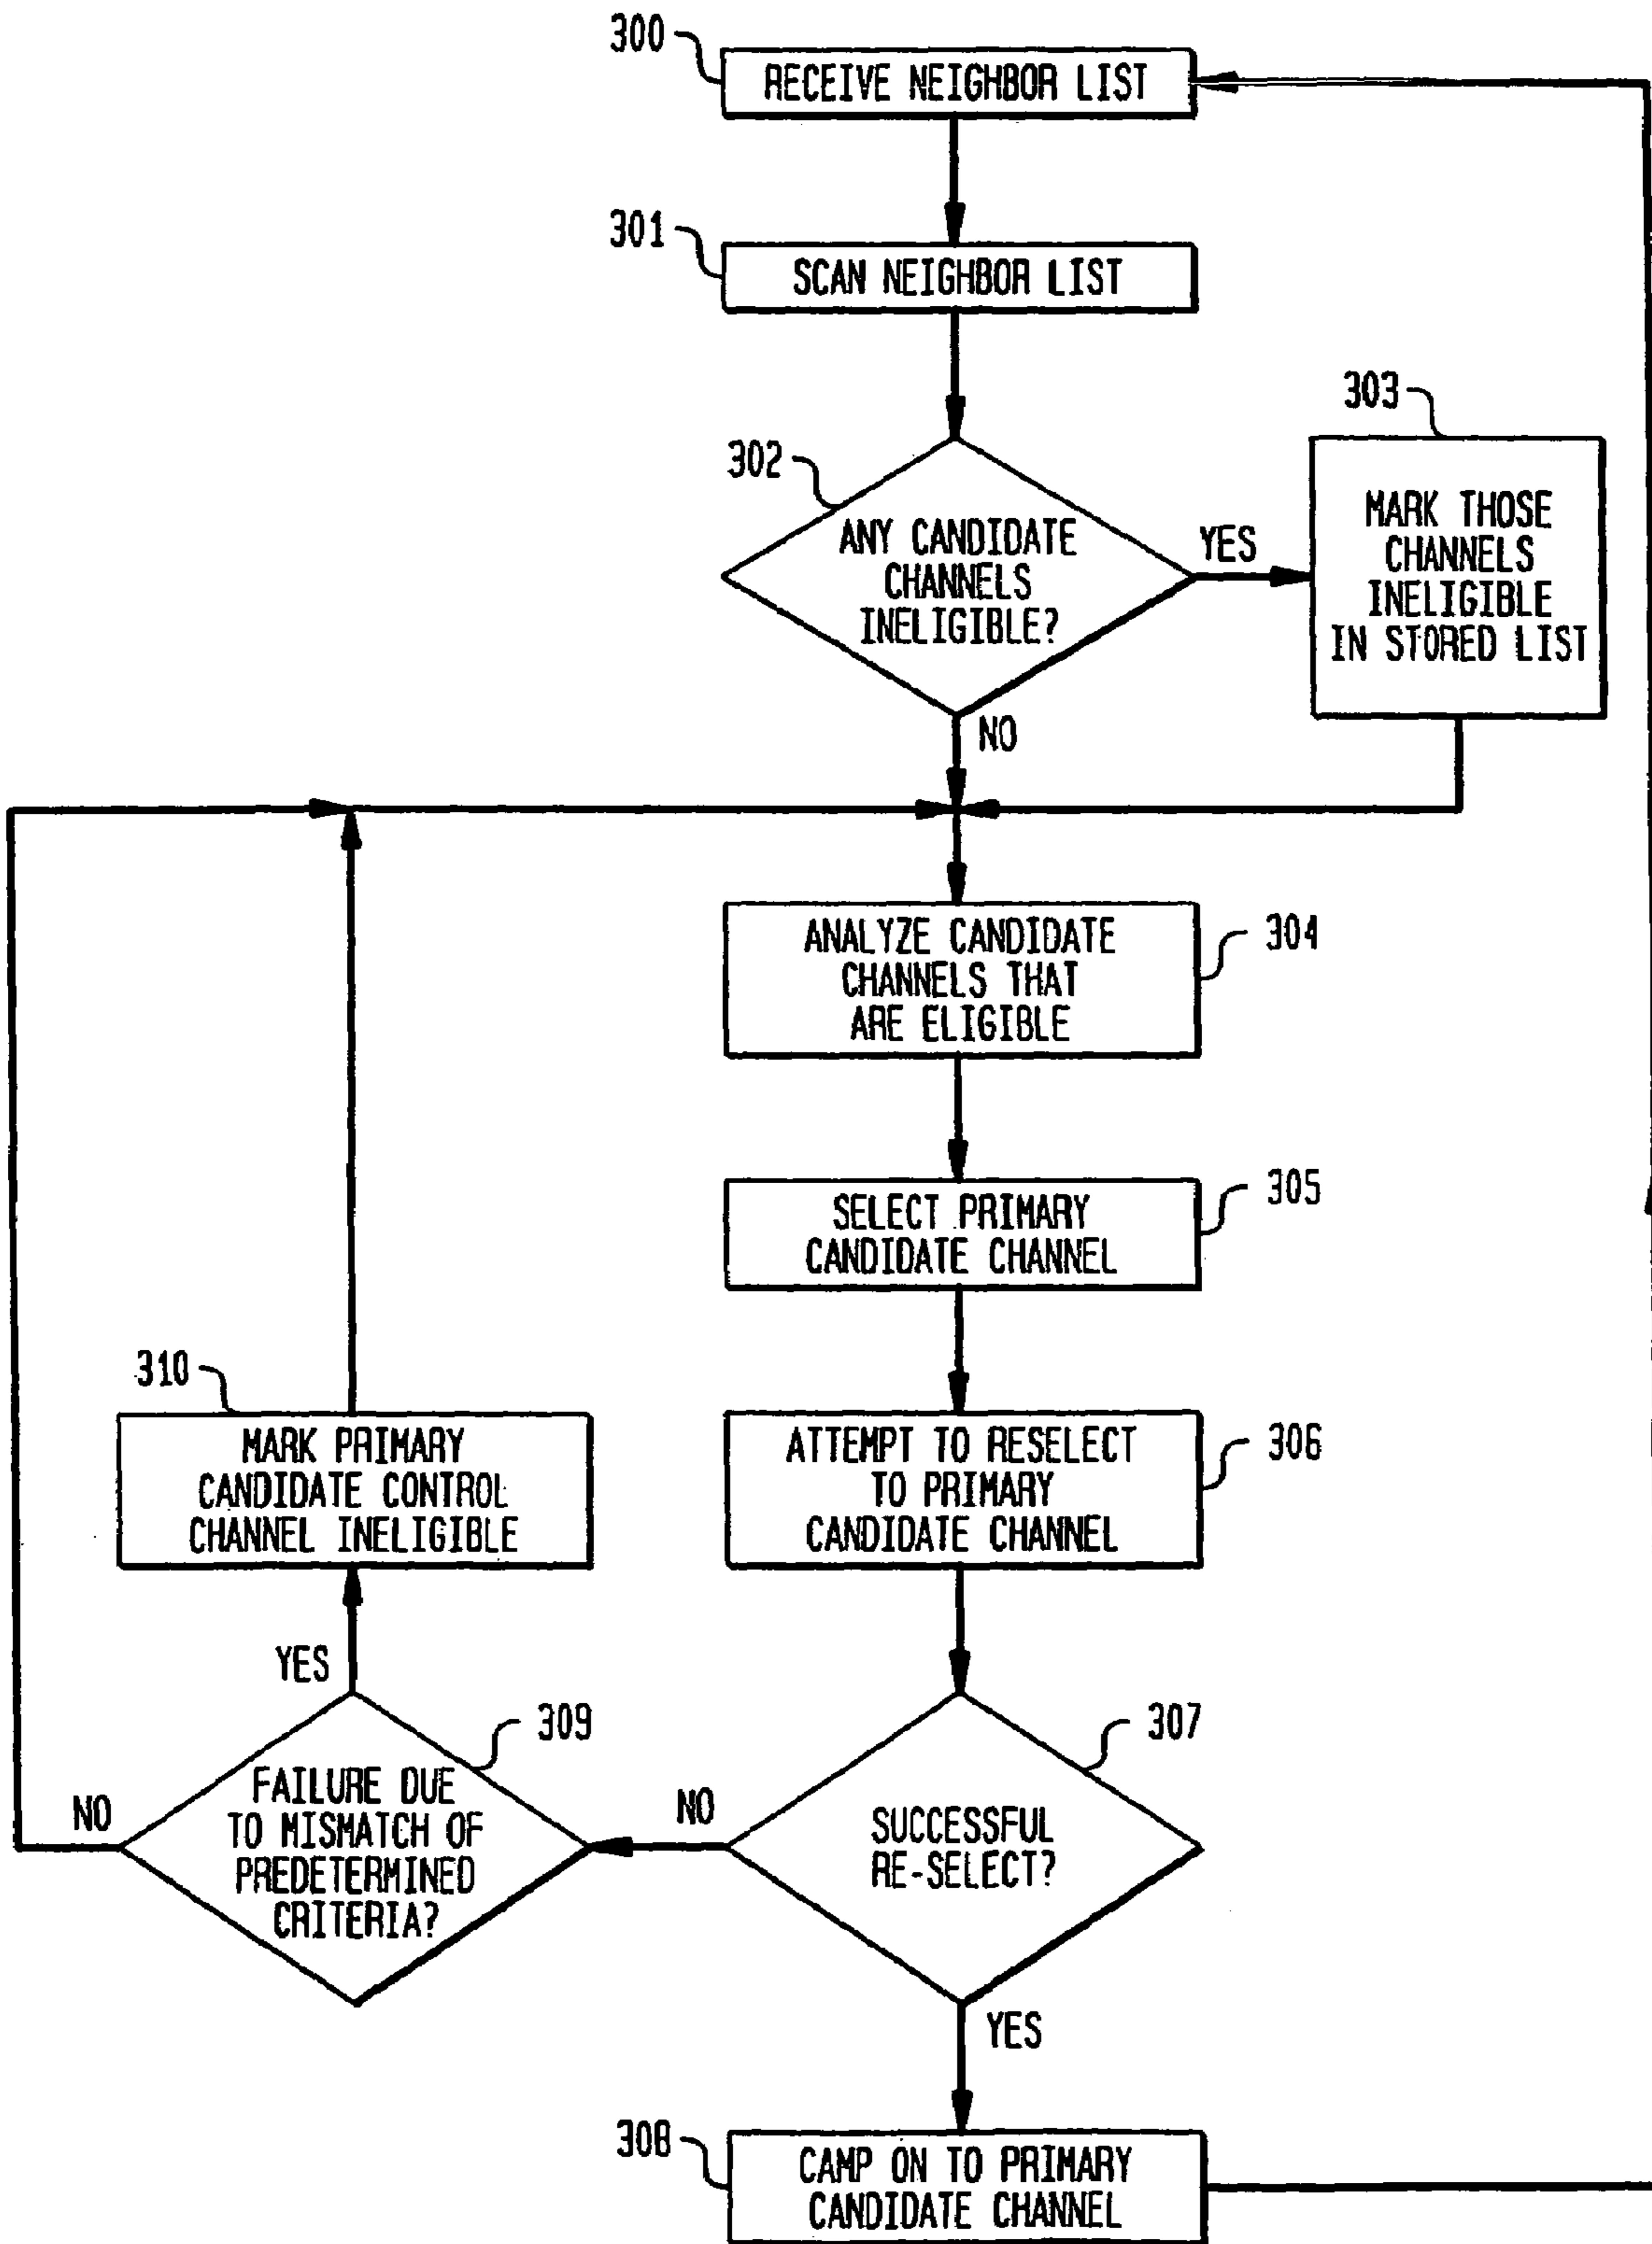 300
RECEIVE NEIGHBOR LIST
301
SCAN NEIGHBOR LIST
302
ANY CANDIDATE
CHANNELS
INELIGIBLE?
YES
303
MARK THOSE
CHANNELS
INELIGIBLE
IN STORED LIST
NO
ANALYZE CANDIDATE
CHANNELS THAT
ARE ELIGIBLE
304
SELECT PRIMARY
CANDIDATE CHANNEL
305
ATTEMPT TO RESELECT
TO PRIMARY
CANDIDATE CHANNEL
306
310
MARK PRIMARY
CANDIDATE CONTROL
CHANNEL INELIGIBLE
YES
309
FAILURE DUE
TO MISMATCH OF
PREDETERMINED
CRITERIA?
NO
NO
307
SUCCESSFUL
RE-SELECT?
YES
308
CAMP ON TO PRIMARY
CANDIDATE CHANNEL